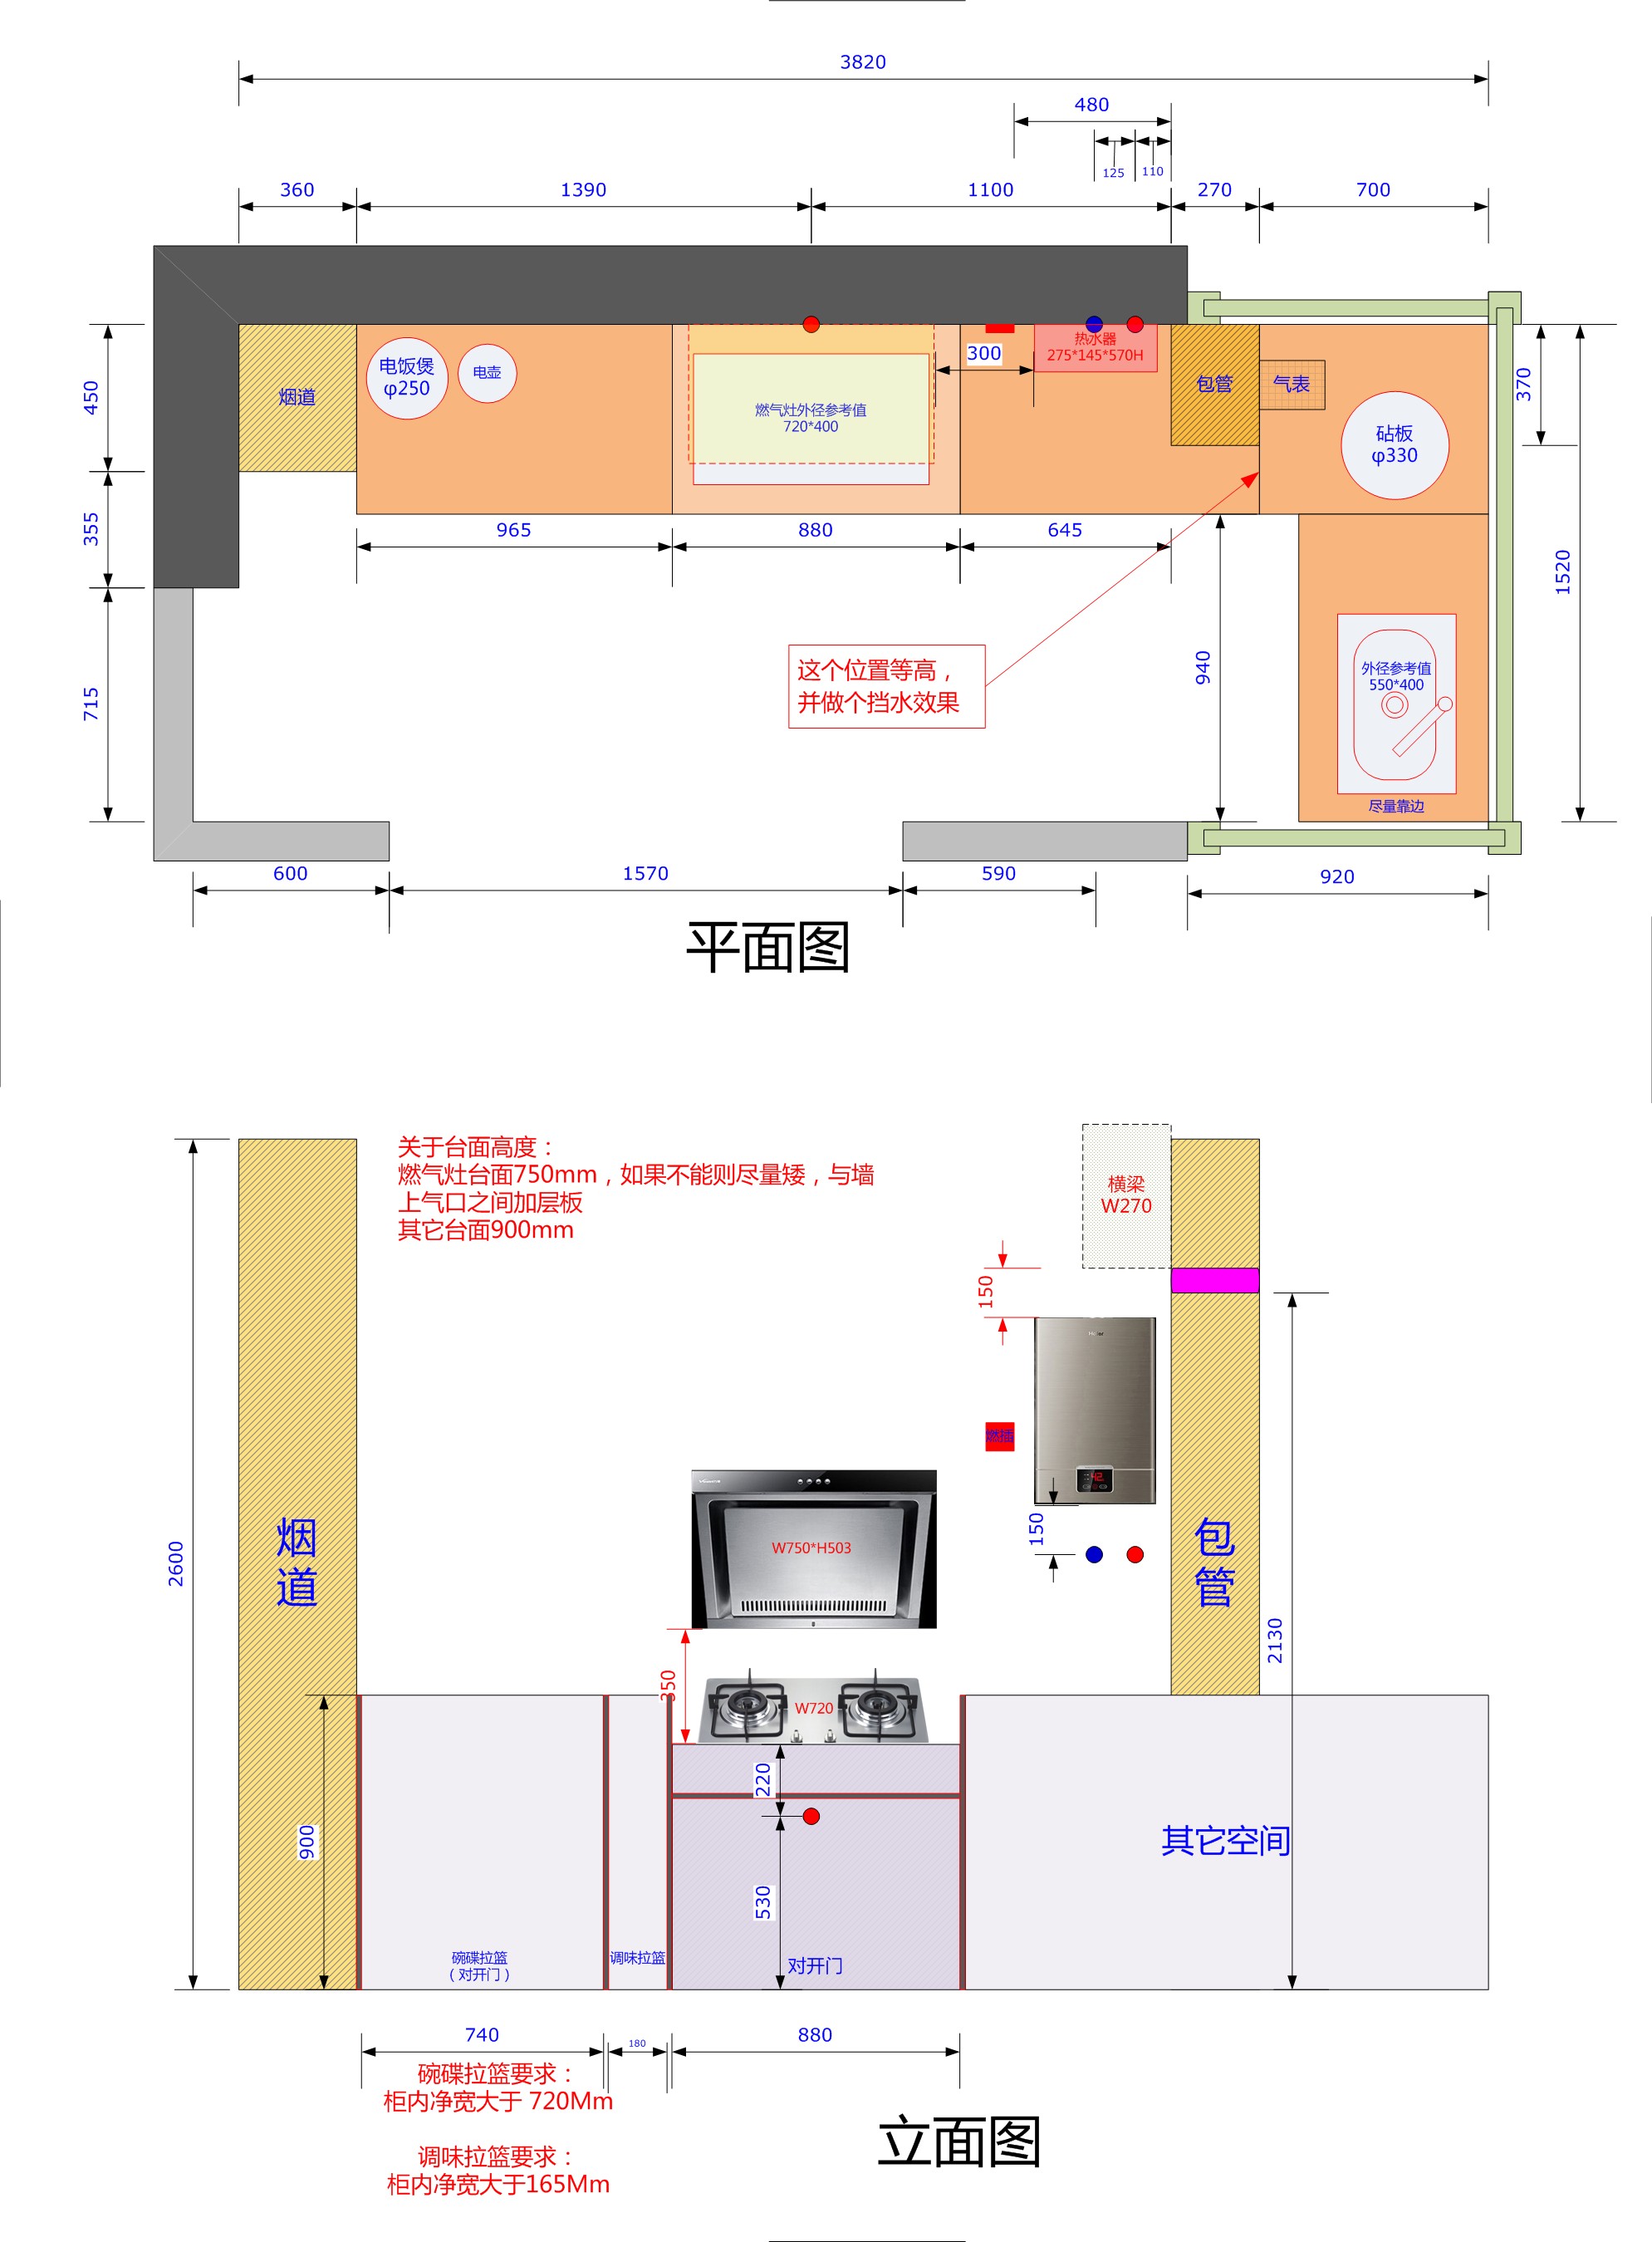 3820
480
125
110
360
1390
1100
270
700
450
355
715
烟道
电饭煲
φ250
电壶
燃气灶外径参考值
720*400
300
热水器
275*145*570H
包管
气表
砧板
φ330
370
1520
965
880
645
这个位置等高，
并做个挡水效果
940
外径参考值
550*400
尽量靠边
600
1570
590
920
平面图
关于台面高度：
燃气灶台面750mm，如果不能则尽量矮，与墙
上气口之间加层板
其它台面900mm
横梁
W270
150
燃插
150
W750*H503
烟道
包管
2600
2130
350
W720
220
900
530
其它空间
碗碟拉篮
（对开门）
调味拉篮
对开门
740
180
880
碗碟拉篮要求：
柜内净宽大于 720Mm
调味拉篮要求：
柜内净宽大于165Mm
立面图